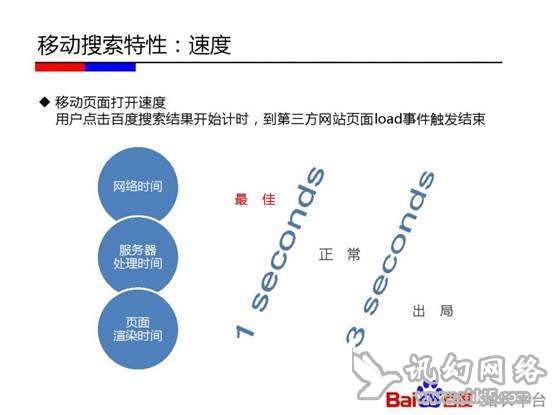 移动搜索特性：速度
◆ 移动页面打开速度
用户点击百度搜索结果开始计时，到第三方网站页面load事件触发结束
网络时间
服务器
处理时间
页面
渲染时间
最 佳
1 seconds
正 常
3 seconds
出 局
讯幻网络
Bai 百度
平台